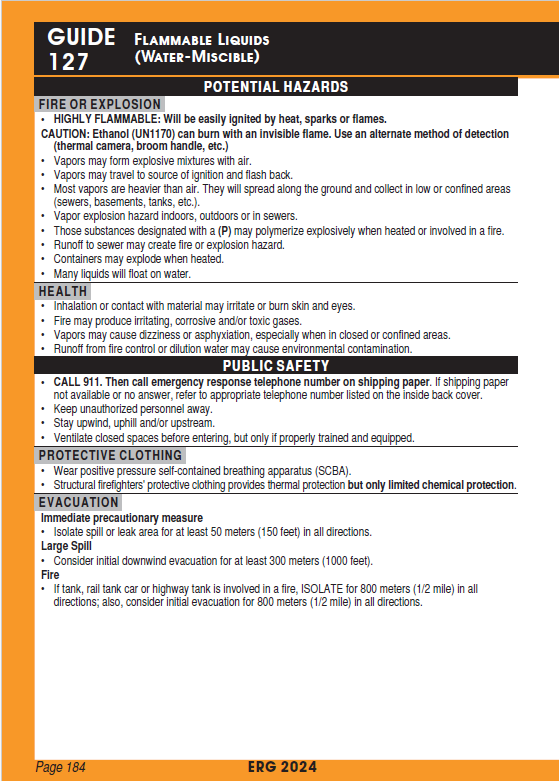 GUIDE 127
FLAMMABLE LIQUIDS
(WATER-MISCIBLE)
POTENTIAL HAZARDS
FIRE OR EXPLOSION
• HIGHLY FLAMMABLE: Will be easily ignited by heat, sparks or flames.
CAUTION: Ethanol (UN1170) can burn with an invisible flame. Use an alternate method of detection
(thermal camera, broom handle, etc.)
• Vapors may form explosive mixtures with air.
• Vapors may travel to source of ignition and flash back.
• Most vapors are heavier than air. They will spread along the ground and collect in low or confined areas
(sewers, basements, tanks, etc.).
• Vapor explosion hazard indoors, outdoors or in sewers.
• Those substances designated with a (P) may polymerize explosively when heated or involved in a fire.
• Runoff to sewer may create fire or explosion hazard.
• Containers may explode when heated.
• Many liquids will float on water.
HEALTH
• Inhalation or contact with material may irritate or burn skin and eyes.
• Fire may produce irritating, corrosive and/or toxic gases.
• Vapors may cause dizziness or asphyxiation, especially when in closed or confined areas.
• Runoff from fire control or dilution water may cause environmental contamination.
PUBLIC SAFETY
• CALL 911. Then call emergency response telephone number on shipping paper. If shipping paper
not available or no answer, refer to appropriate telephone number listed on the inside back cover.
• Keep unauthorized personnel away.
• Stay upwind, uphill and/or upstream.
• Ventilate closed spaces before entering, but only if properly trained and equipped.
PROTECTIVE CLOTHING
• Wear positive pressure self-contained breathing apparatus (SCBA).
• Structural firefighters' protective clothing provides thermal protection but only limited chemical protection.
EVACUATION
Immediate precautionary measure
• Isolate spill or leak area for at least 50 meters (150 feet) in all directions.
Large Spill
• Consider initial downwind evacuation for at least 300 meters (1000 feet).
Fire
• If tank, rail tank car or highway tank is involved in a fire, ISOLATE for 800 meters (1/2 mile) in all
directions; also, consider initial evacuation for 800 meters (1/2 mile) in all directions.
Page 184
ERG 2024